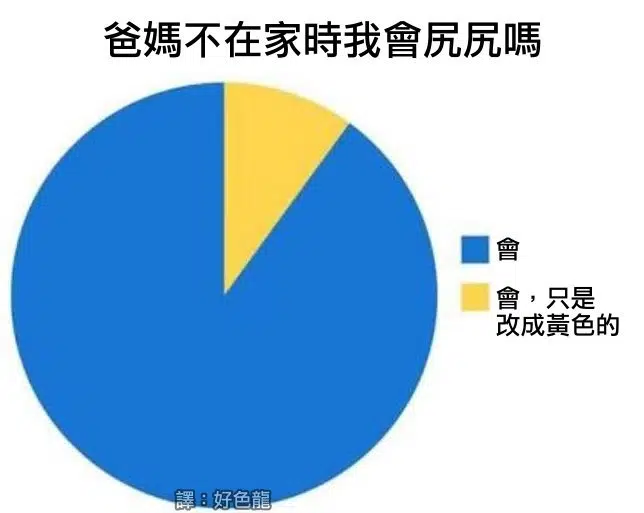 爸媽不在家時我會尻尻嗎
會
會，只是
改成黃色的
譯：好色龍